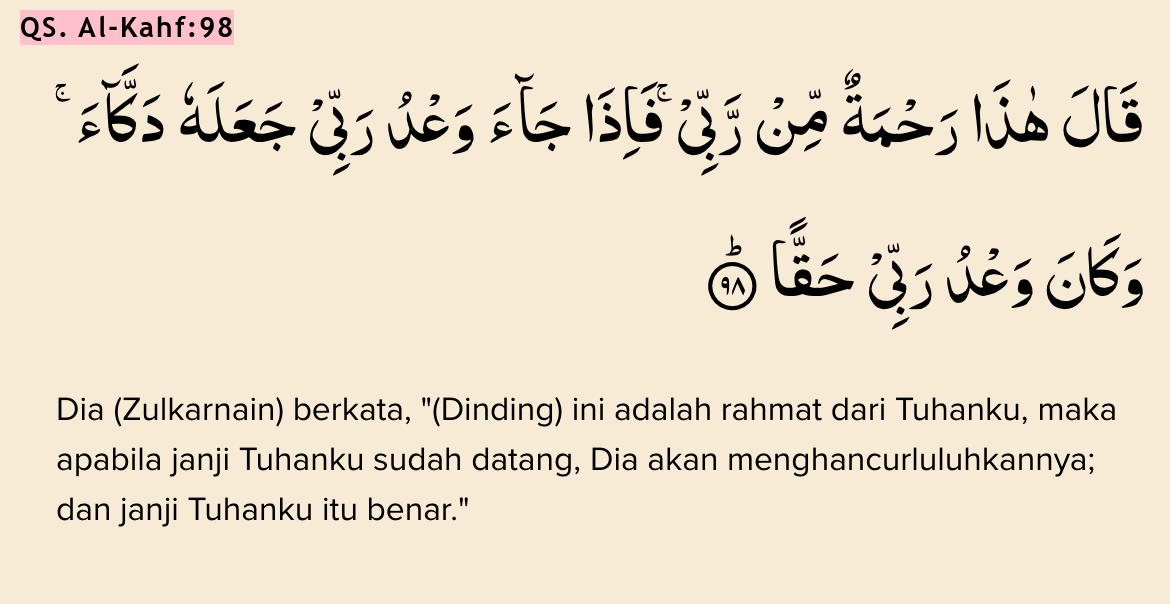 QS. Al-Kahf:98
قَالَ هٰذَا رَحْمَةٌ مِّنْ رَّبِّيْۚ فَاِذَا جَاۤءَ وَعْدُ رَبِّيْ جَعَلَهٗ دَكَّاۤءَۚ
وَكَانَ وَعْدُ رَبِّيْ حَقًّاۗ ٩٨
Dia (Zulkarnain) berkata, "(Dinding) ini adalah rahmat dari Tuhanku, maka
apabila janji Tuhanku sudah datang, Dia akan menghancurluluhkannya;
dan janji Tuhanku itu benar."